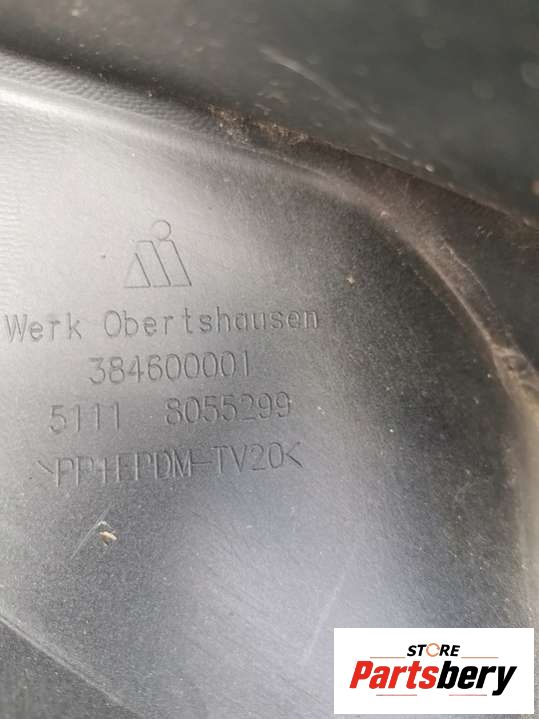 Werk Obertshausen
384600001
5111 8055299
>PP+EPDM-TV20<
STORE
Partsbery